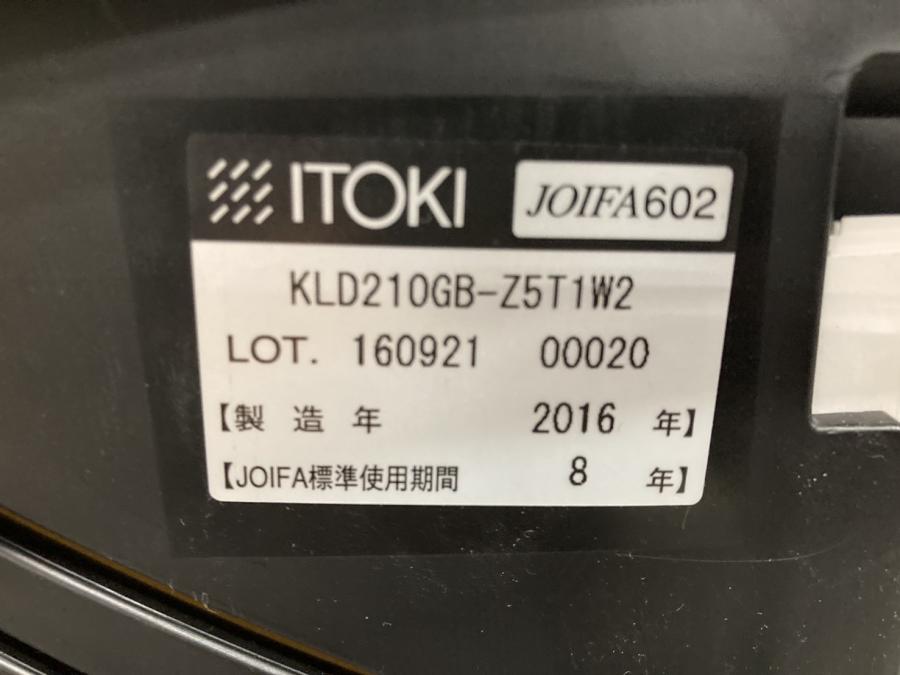 ITOKI JOIFA602
KLD210GB-Z5T1W2
LOT. 160921 00020
【製造年 2016 年】
【JOIFA標準使用期間 8 年】